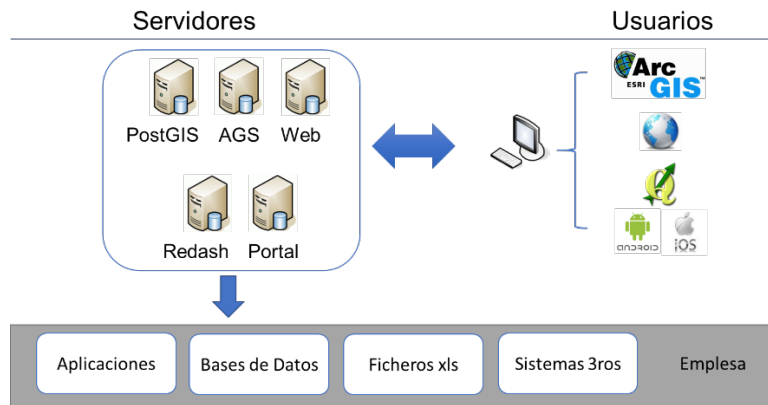 Servidores
Usuarios
PostGIS
AGS
Web
Redash
Portal
Arc
ESRI
GIS™
ANDROID
iOS
Aplicaciones
Bases de Datos
Ficheros xls
Sistemas 3ros
Emplesa